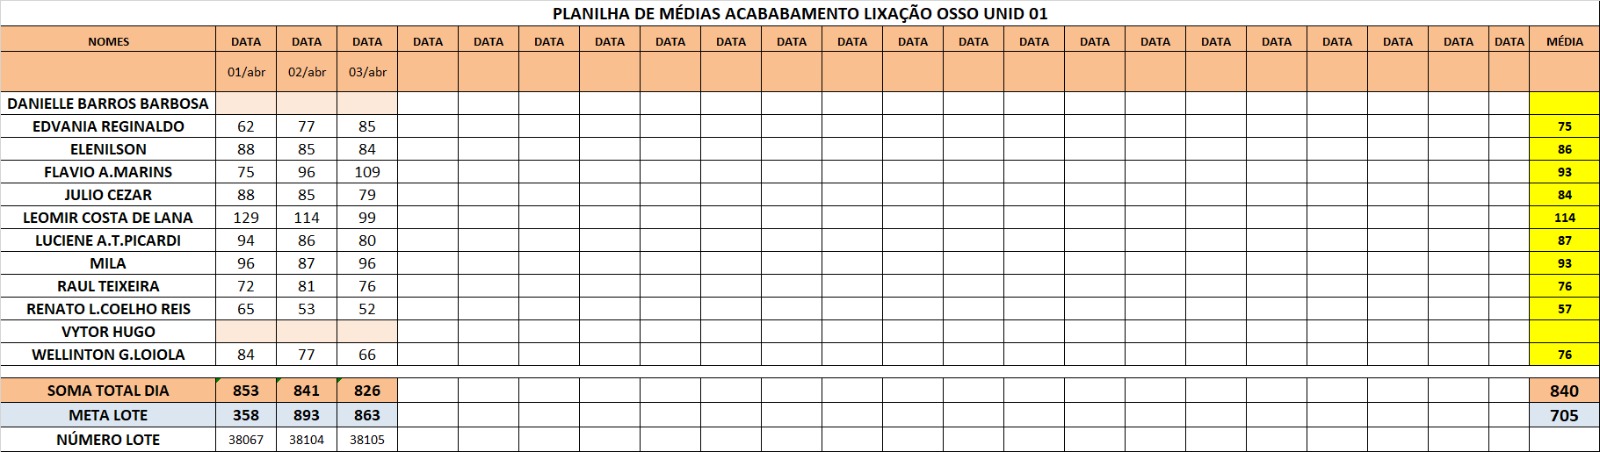 PLANILHA DE MÉDIAS ACABABAMENTO LIXAÇÃO OSSO UNID 01
NOMES DATA DATA DATA DATA DATA DATA DATA DATA DATA DATA DATA DATA DATA DATA DATA DATA DATA DATA DATA DATA DATA DATA MÉDIA
01/abr 02/abr 03/abr
DANIELLE BARROS BARBOSA
EDVANIA REGINALDO 62 77 85 75
ELENILSON 88 85 84 86
FLAVIO A.MARINS 75 96 109 93
JULIO CEZAR 88 85 79 84
LEOMIR COSTA DE LANA 129 114 99 114
LUCIENE A.T.PICARDI 94 86 80 87
MILA 96 87 96 93
RAUL TEIXEIRA 72 81 76 76
RENATO L.COELHO REIS 65 53 52 57
VYTOR HUGO
WELLINTON G.LOIOLA 84 77 66 76
SOMA TOTAL DIA 853 841 826 840
META LOTE 358 893 863 705
NÚMERO LOTE 38067 38104 38105